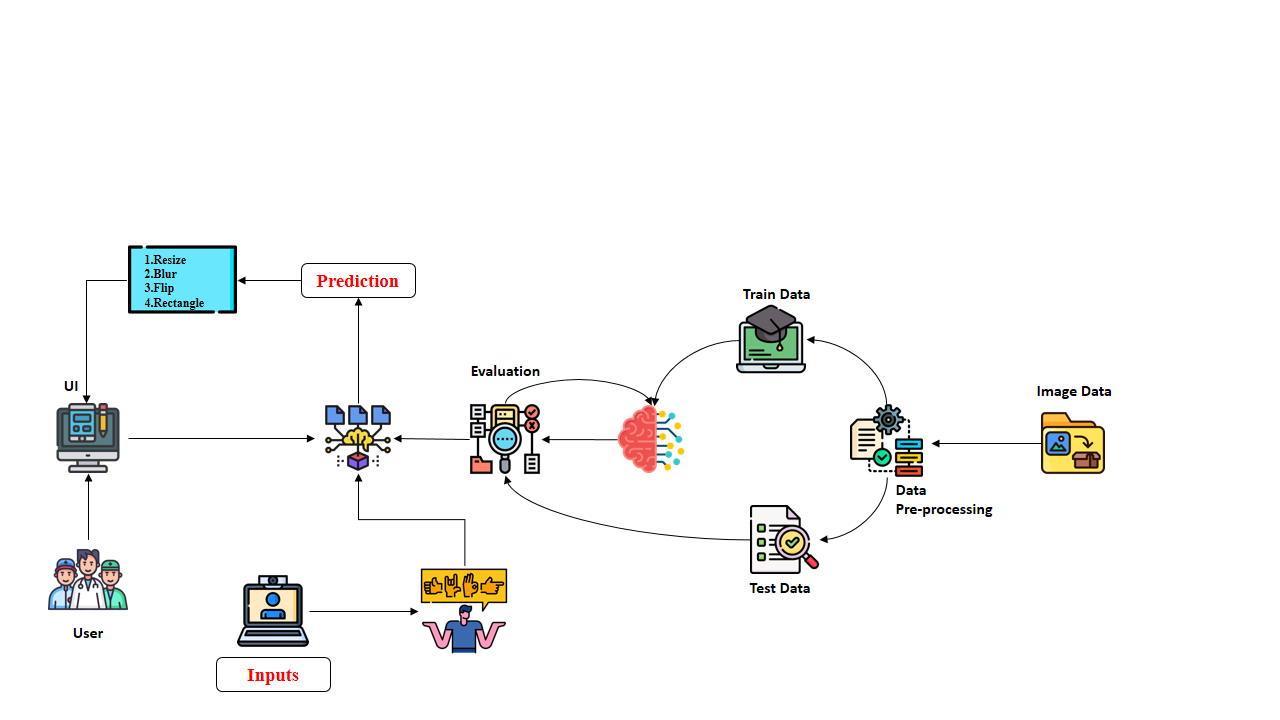 1.Resize
2.Blur
3.Flip
4.Rectangle
Prediction
Train Data
UI
Evaluation
Image Data
Data
Pre-processing
Test Data
User
Inputs